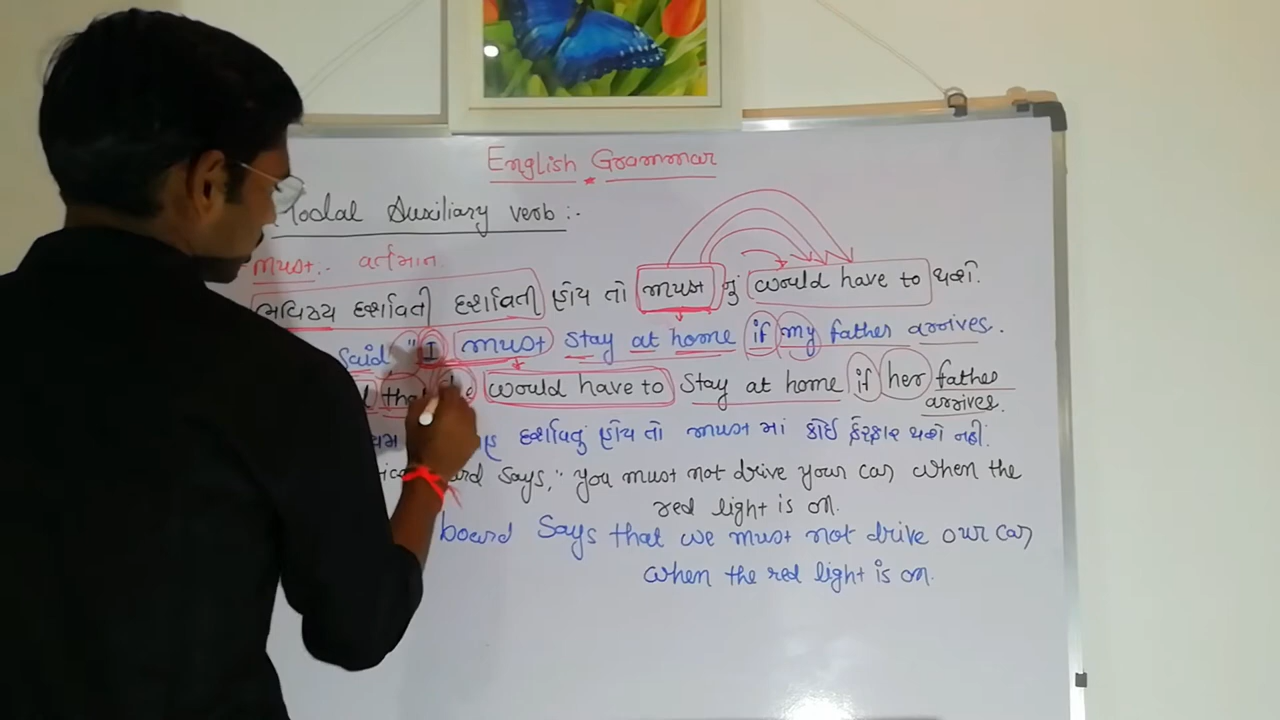 English Grammar
Modal Auxiliary verb :-
must :- વર્તમાન
ભવિષ્ય દર્શાવતી દર્શાવતી હોય તો must નું would have to થશે.
said "I must stay at home if my father arrives.
that would have to stay at home if her father
arrives.
દર્શાવતું હોય તો must માં કોઈ ફેરફાર થશે નહીં.
says, "you must not drive your car when the
red light is on.
board says that we must not drive our car
when the red light is on.